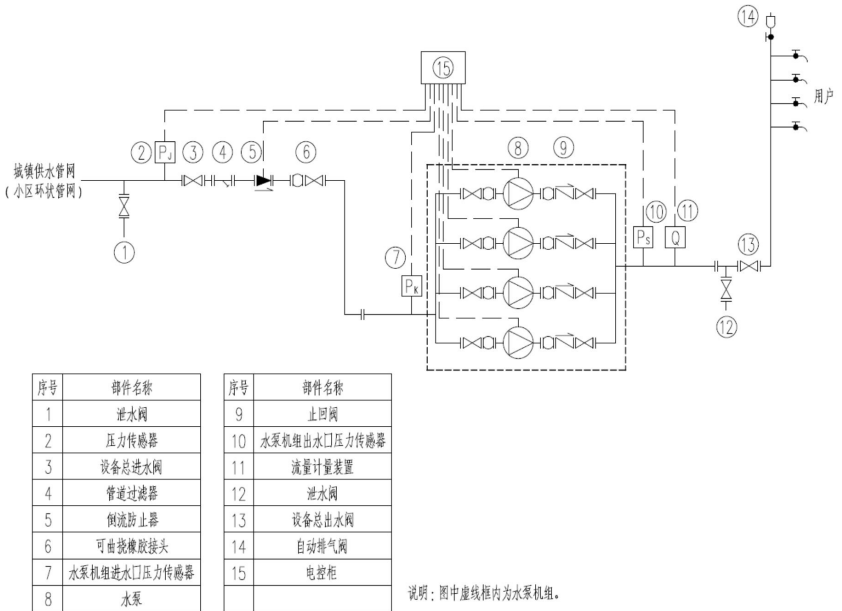 ⑭
⑮
用户
② PJ ③ ④ ⑤ ⑥ ⑧ ⑨
城镇供水管网
(小区环状管网)
①
⑩ ⑪
PS Q ⑬
⑦
PK
⑫
序号 部件名称
1 泄水阀
2 压力传感器
3 设备总进水阀
4 管道过滤器
5 倒流防止器
6 可曲挠橡胶接头
7 水泵机组进水口压力传感器
8 水泵
序号 部件名称
9 止回阀
10 水泵机组出水口压力传感器
11 流量计量装置
12 泄水阀
13 设备总出水阀
14 自动排气阀
15 电控柜
说明：图中虚线框内为水泵机组。